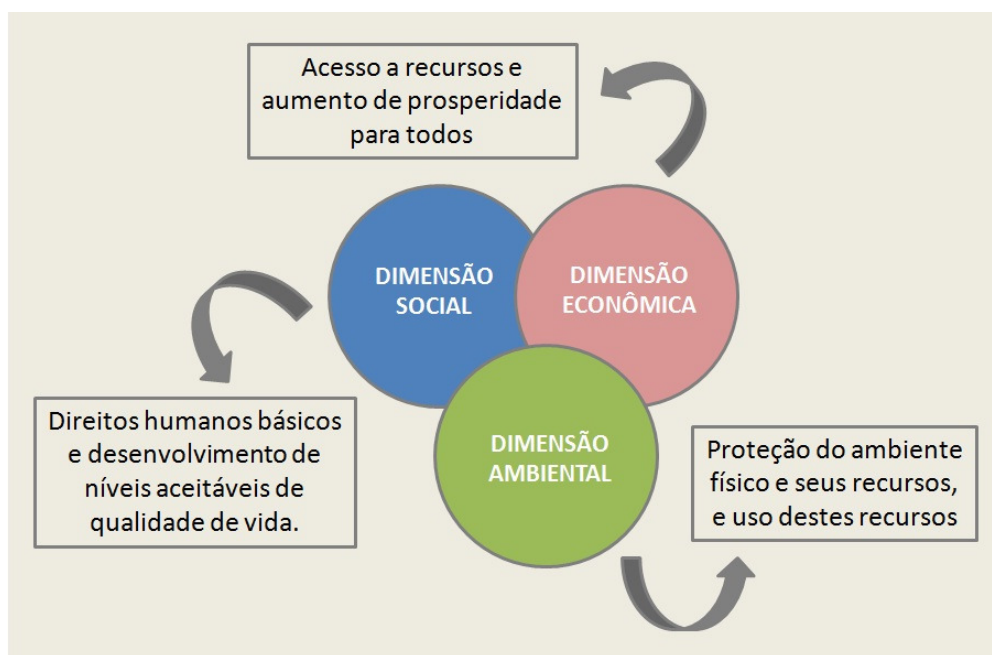 Acesso a recursos e
aumento de prosperidade
para todos
DIMENSÃO
SOCIAL
DIMENSÃO
ECONÔMICA
Direitos humanos básicos
e desenvolvimento de
níveis aceitáveis de
qualidade de vida.
DIMENSÃO
AMBIENTAL
Proteção do ambiente
físico e seus recursos,
e uso destes recursos